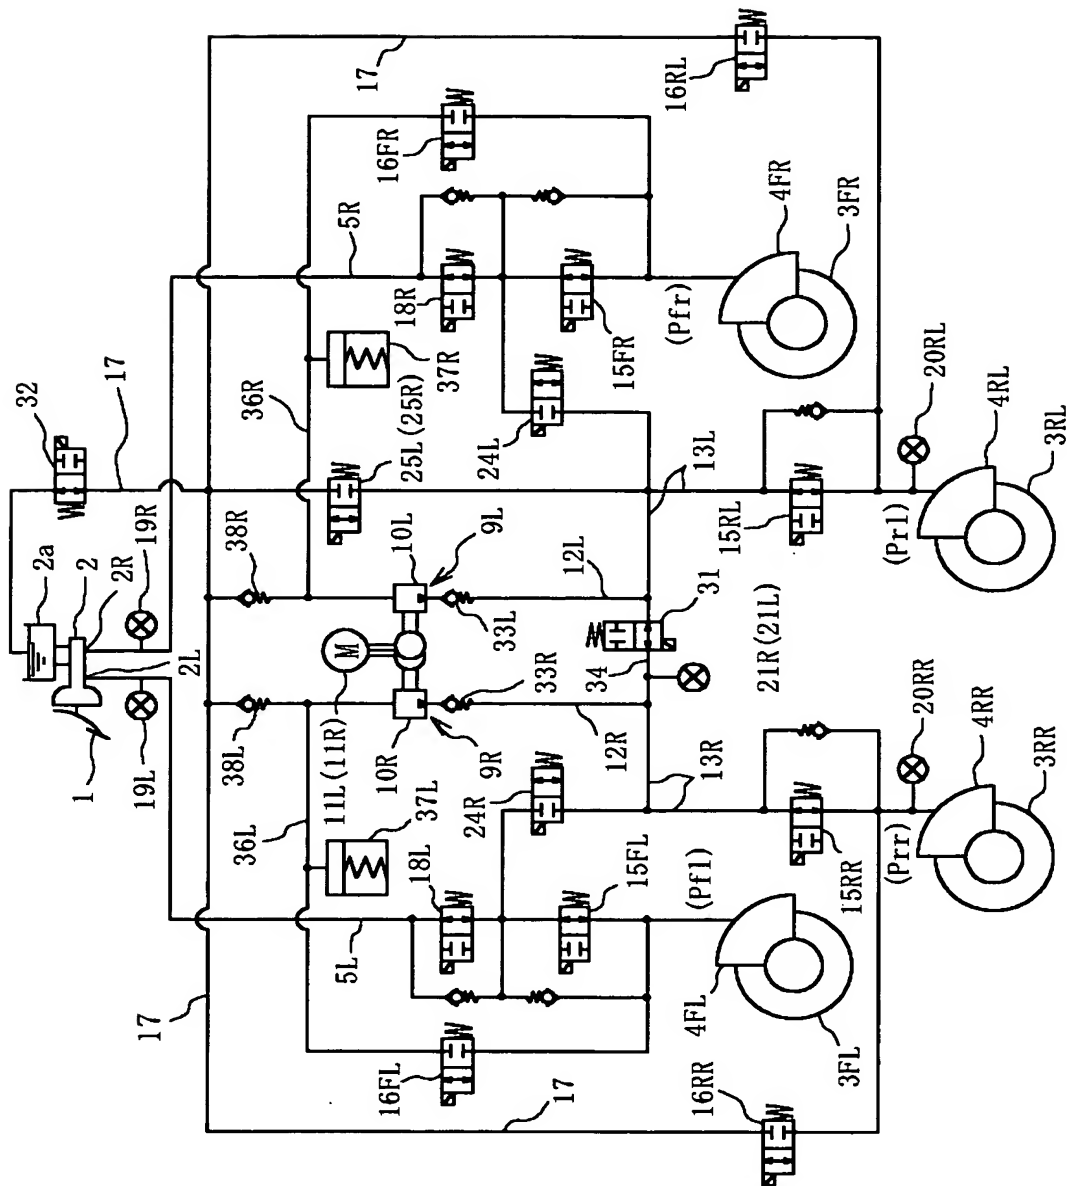 17
16RL
16FR
5R
4FR
3FR
18R
15FR
(Pfr)
37R
36R
32
17
24L
25L(25R)
13L
20RL
4RL
3RL
15RL
(Prl)
38R
10L
9L
12L
33L
31
19R
2a
2
2R
2L
M
33R
34
21R(21L)
1
19L
38L
11L(11R)
10R
9R
12R
13R
20RR
4RR
3RR
15RR
(Prr)
36L
37L
24R
18L
15FL
(Pfl)
5L
17
16FL
4FL
3FL
17
16RR